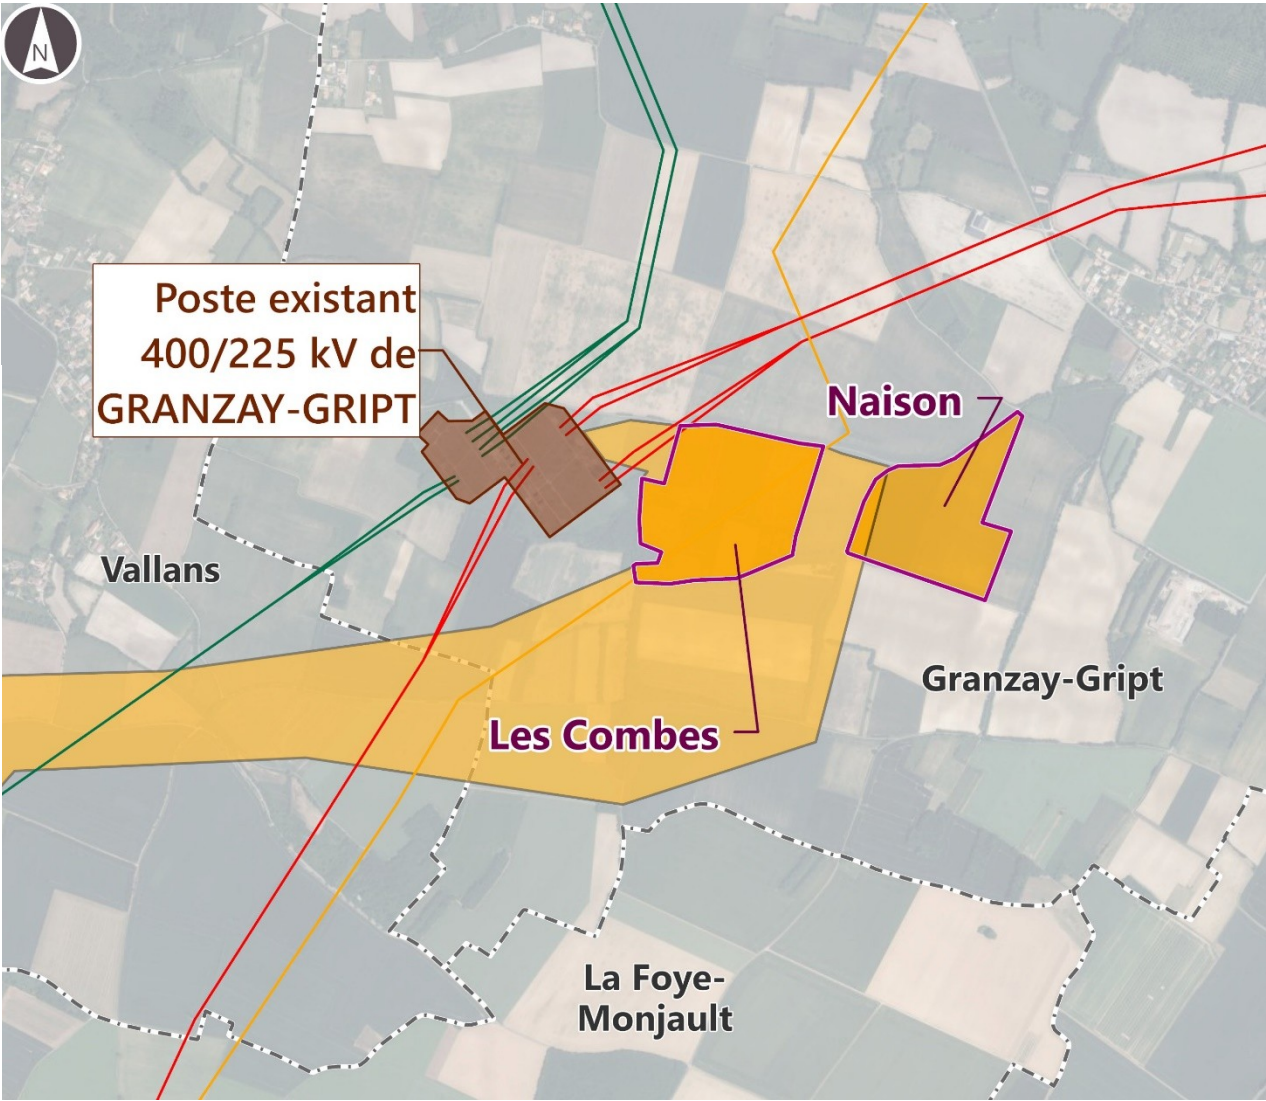 N
Poste existant
400/225 kV de
GRANZAY-GRIPT
Naison
Vallans
Granzay-Gript
Les Combes
La Foye-
Monjault